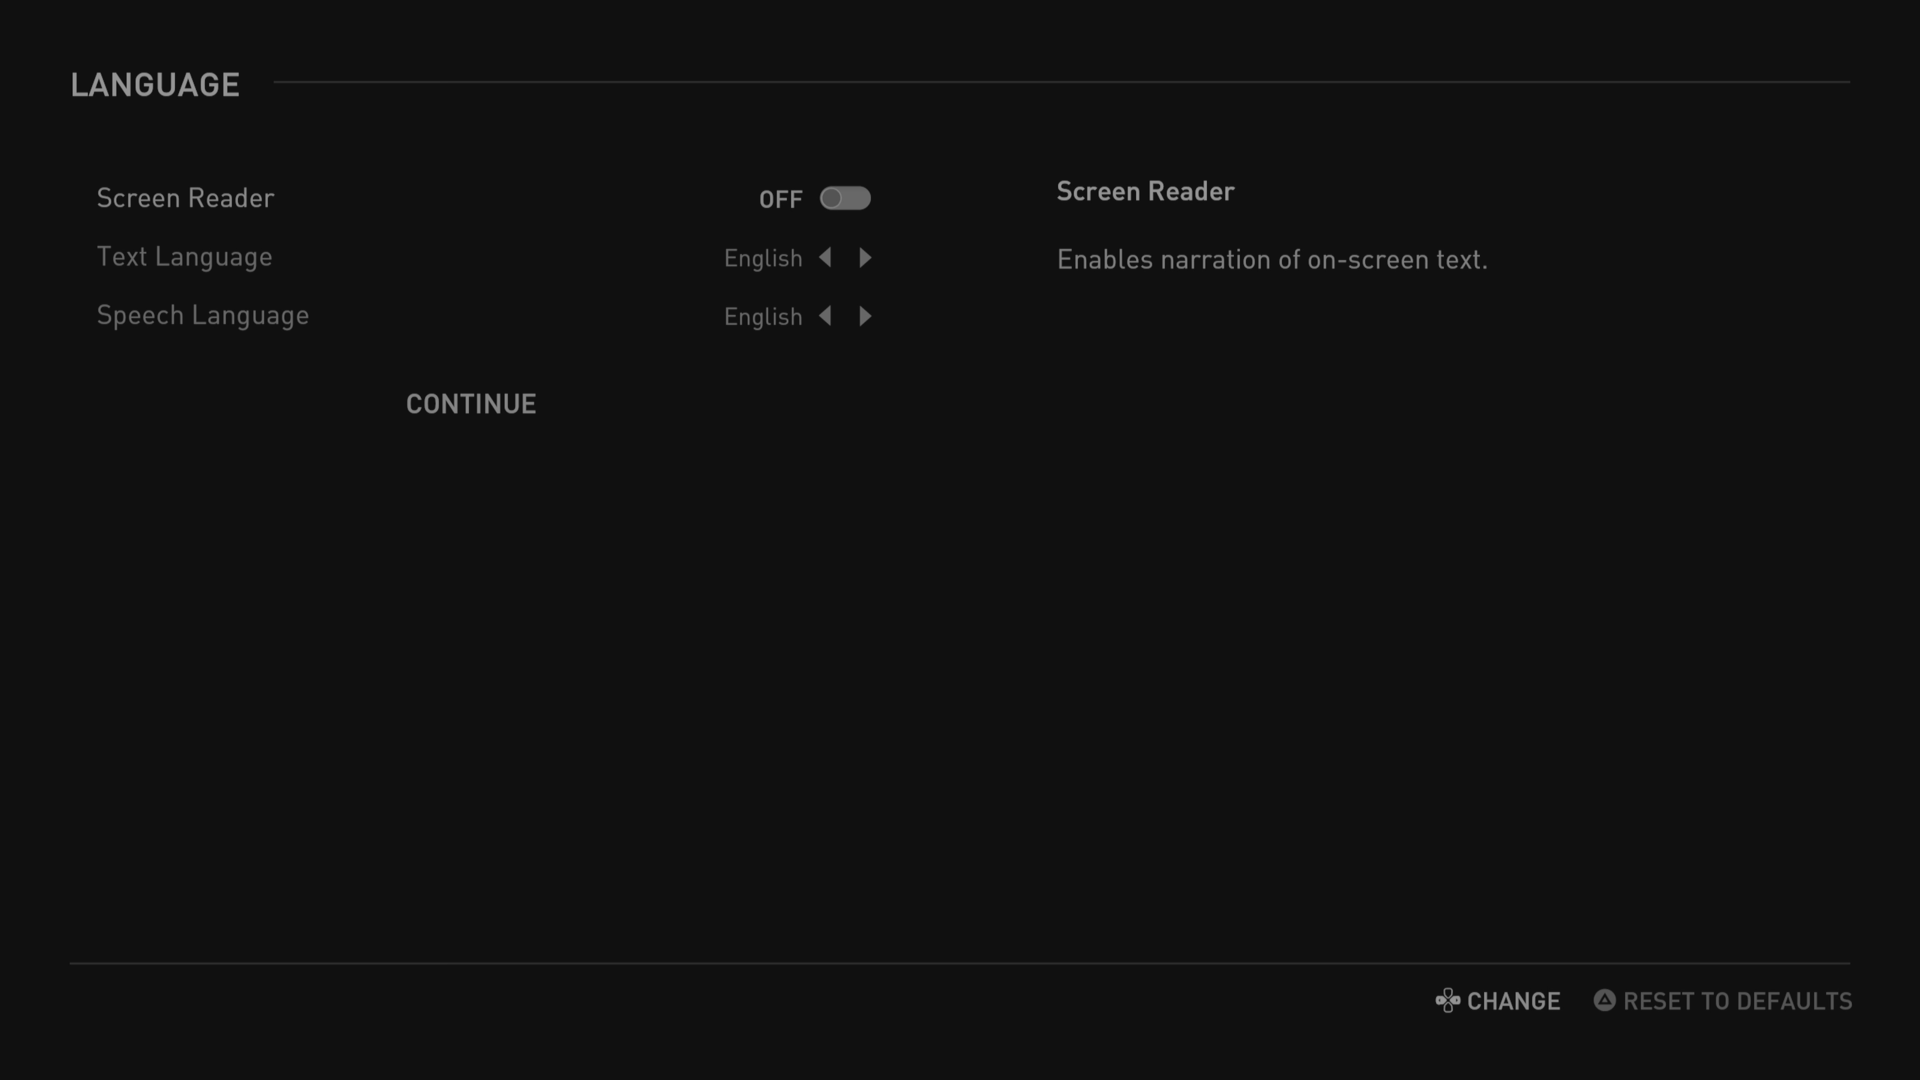 LANGUAGE
Screen Reader OFF
Text Language English
Speech Language English
CONTINUE
Screen Reader
Enables narration of on-screen text.
CHANGE RESET TO DEFAULTS